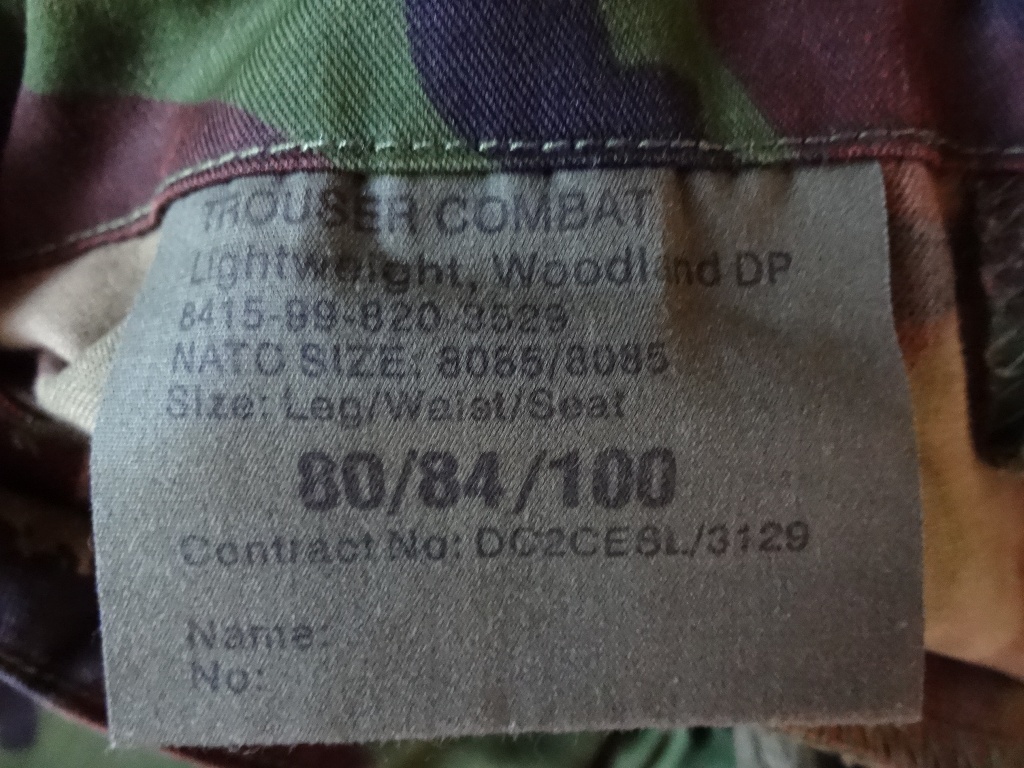 TROUSER COMBAT
Lightweight, Woodland DP
8415-99-820-3529
NATO SIZE: 8085/8085
Size: Leg/Waist/Seat
80/84/100
Contract No: DC2CESL/3129
Name:
No: